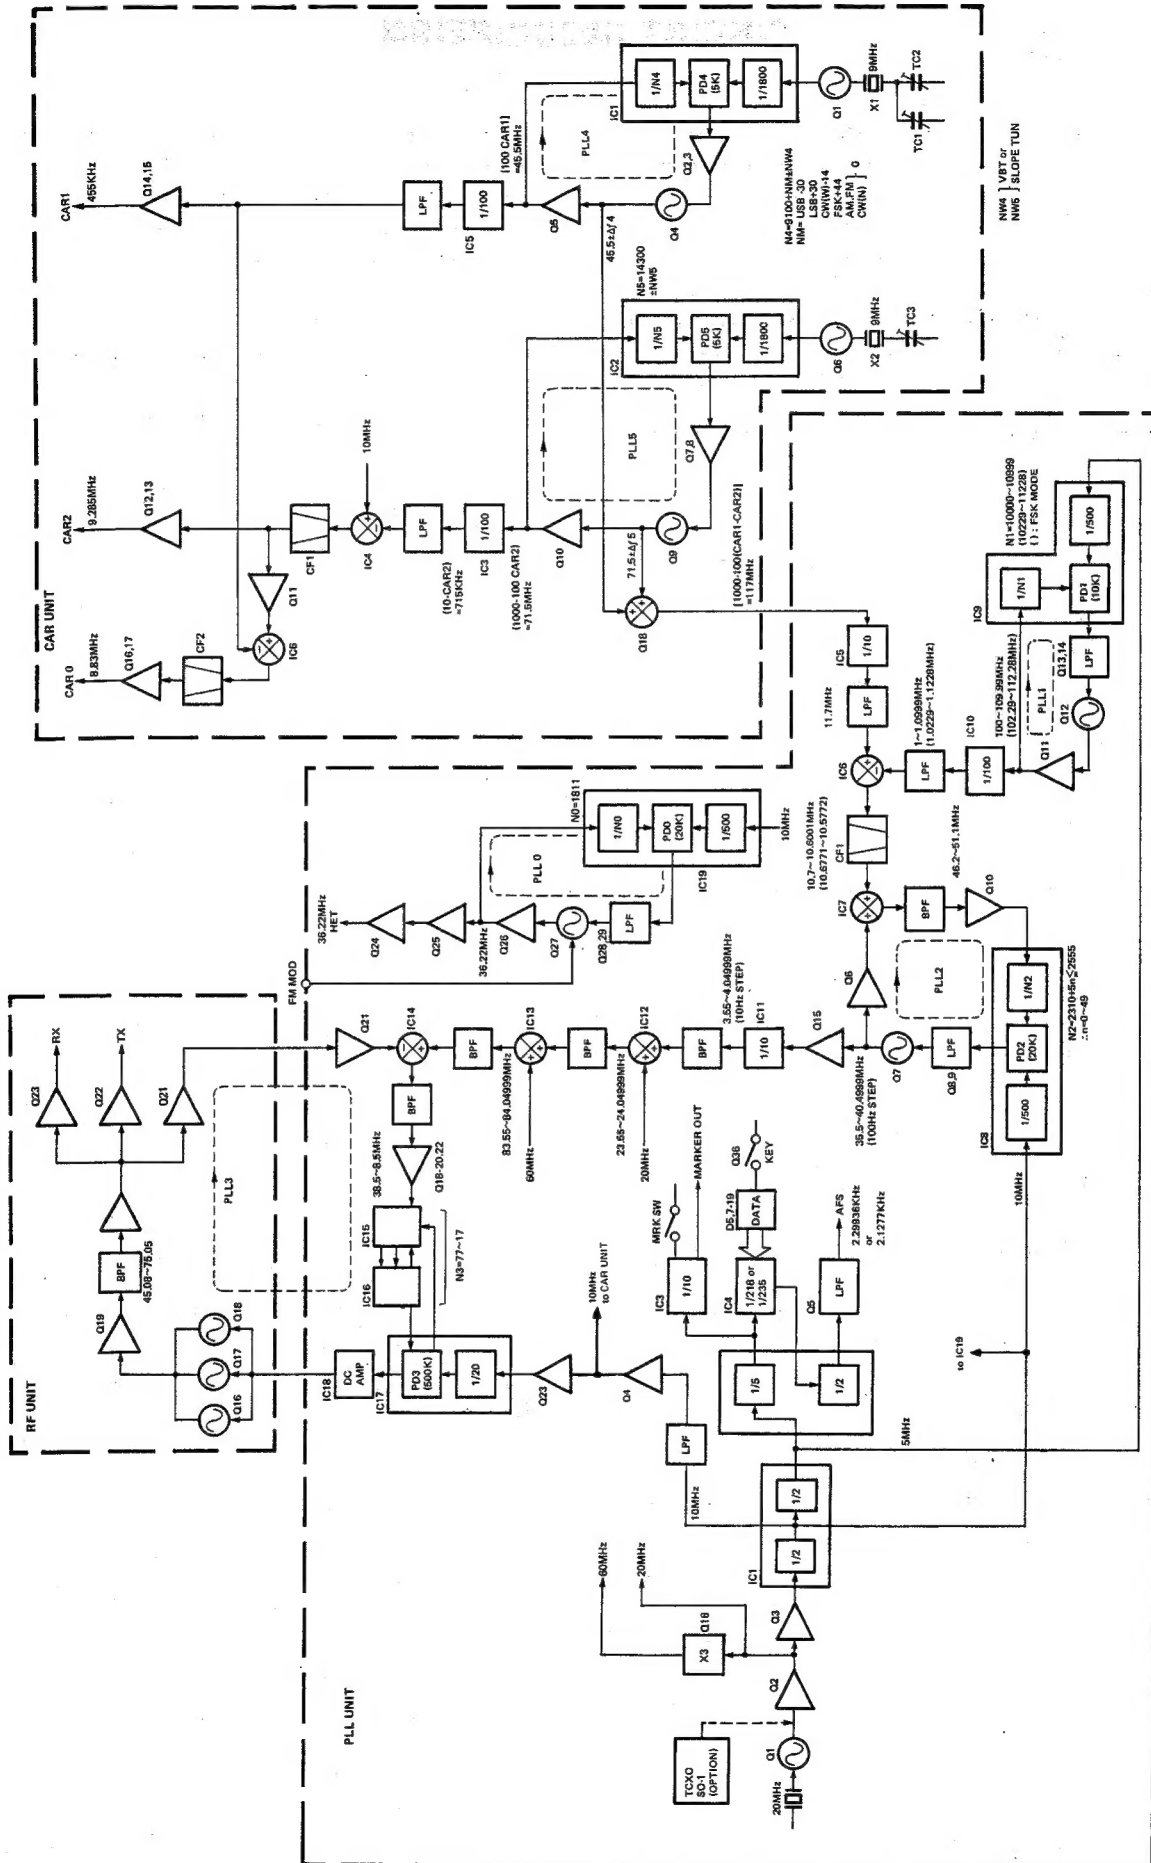 CAR UNIT
CAR1
455KHz
Q14,15
LPF
1/100
IC5
Q5
(100 CAR1)
=45.5MHz
PLL4
IC1
1/N4
PD4
(5K)
1/1800
Q1
X1
9MHz
TC1
TC2
Q2,3
Q4
45.5±Δf4
N4=9100+NM±NW4
NM= USB -30
LSB+30
CW(W)-14
FSK+44
AM,FM
CW(N)
} 0
NW4
NW5
} VBT or
SLOPE TUN
CAR2
9.285MHz
Q12,13
CF1
IC4
10MHz
LPF
(10-CAR2)
=715KHz
1/100
IC3
(1000-100 CAR2)
=71.5MHz
Q10
PLL5
N5=14300
±NW5
IC2
1/N5
PD5
(5K)
1/1800
Q6
X2
9MHz
TC3
Q7,8
Q9
71.5±Δf5
Q18
[1000-100(CAR1-CAR2)]
=117MHz
CAR 0
8.83MHz
Q16,17
CF2
IC6
Q11
RF UNIT
Q23
RX
Q22
TX
Q21
BPF
45.08~75.05
Q19
Q16
Q17
Q18
PLL3
PLL UNIT
36.22MHz
HET
Q24
Q25
36.22MHz
Q26
Q27
Q28,29
LPF
PLL 0
N0=1811
1/N0
PD0
(20K)
1/500
IC19
10MHz
FM MOD
Q21
IC14
BPF
Q18-20,22
38.5~8.5MHz
IC15
IC16
N3=77~17
BPF
83.55~84.04999MHz
IC13
60MHz
BPF
23.55~24.04999MHz
IC12
20MHz
BPF
3.55~4.04999MHz
(10Hz STEP)
1/10
IC11
Q15
35.5~40.4999MHz
(100Hz STEP)
Q7
Q8,9
LPF
Q6
PLL2
IC8
1/N2
PD2
(20K)
1/500
N2=2310+5n≤2555
∴n=0~49
10MHz
IC7
BPF
46.2~51.1MHz
Q10
10.7~10.6001MHz
(10.6771~10.5772)
CF1
IC6
11.7MHz
LPF
1/10
IC5
LPF
1~1.0999MHz
(1.0229~1.1228MHz)
1/100
IC10
100~109.99MHz
(102.29~112.28MHz)
Q11
PLL1
Q12
Q13,14
LPF
IC9
1/N1
PD1
(10K)
1/500
N1=10000~10999
(10229~11228)
( ) : FSK MODE
IC18
DC
AMP
IC17
PD3
(500K)
1/20
Q23
10MHz
to CAR UNIT
Q4
LPF
10MHz
MRK SW
MARKER OUT
IC3
1/10
Q36
KEY
D5,7-19
DATA
IC4
1/218 or
1/235
Q5
LPF
AFS
2.29936KHz
or
2.1277KHz
1/5
1/2
5MHz
to IC19
60MHz
20MHz
X3
Q16
IC1
1/2
1/2
Q3
Q2
Q1
20MHz
TCXO
SO-1
(OPTION)